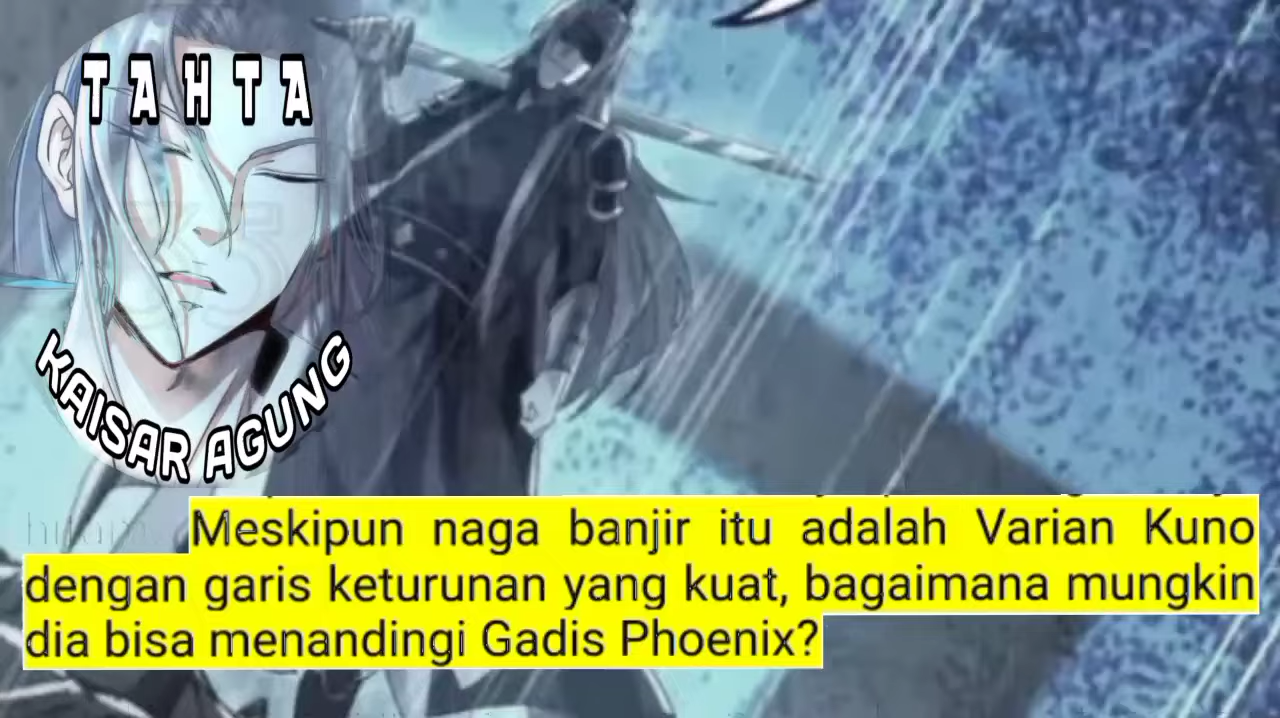 TAHTA
KAISAR AGUNG
Meskipun naga banjir itu adalah Varian Kuno
dengan garis keturunan yang kuat, bagaimana mungkin
dia bisa menandingi Gadis Phoenix?